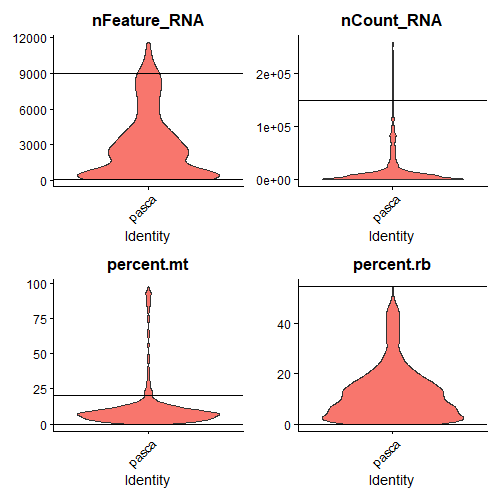 nFeature_RNA
12000
9000
6000
3000
0
pasca
Identity
nCount_RNA
2e+05
1e+05
0e+00
pasca
Identity
percent.mt
100
75
50
25
0
pasca
Identity
percent.rb
40
20
0
pasca
Identity